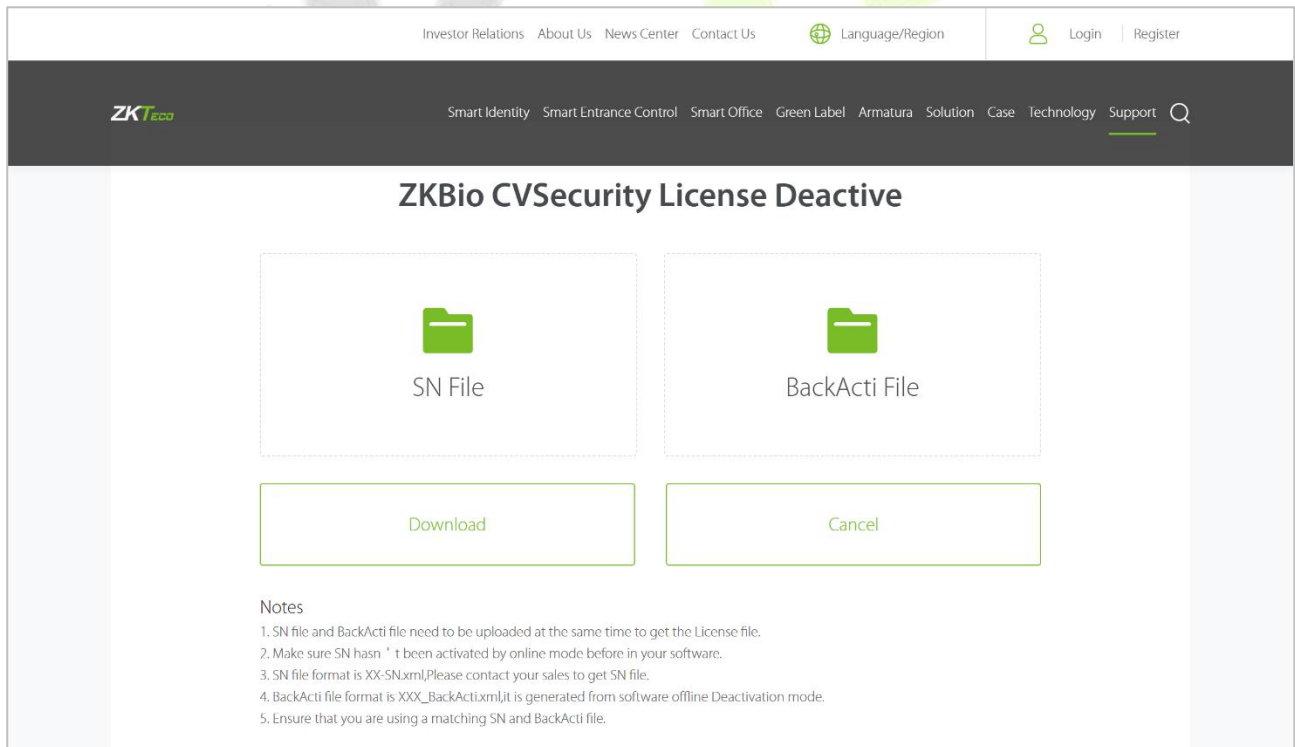 Investor Relations About Us News Center Contact Us Language/Region Login Register
ZKTECO Smart Identity Smart Entrance Control Smart Office Green Label Armatura Solution Case Technology Support
ZKBio CVSecurity License Deactive
SN File BackActi File
Download Cancel
Notes
1. SN file and BackActi file need to be uploaded at the same time to get the License file.
2. Make sure SN hasn ' t been activated by online mode before in your software.
3. SN file format is XX-SN.xml,Please contact your sales to get SN file.
4. BackActi file format is XXX_BackActi.xml,it is generated from software offline Deactivation mode.
5. Ensure that you are using a matching SN and BackActi file.